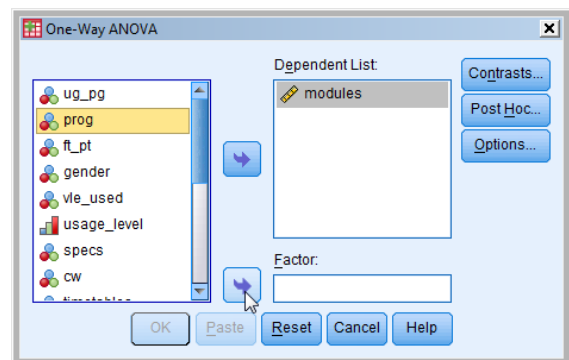 One-Way ANOVA
Dependent List:
ug_pg
prog
ft_pt
gender
vle_used
usage_level
specs
cw
modules
Contrasts...
Post Hoc...
Options...
Factor:
OK
Paste
Reset
Cancel
Help